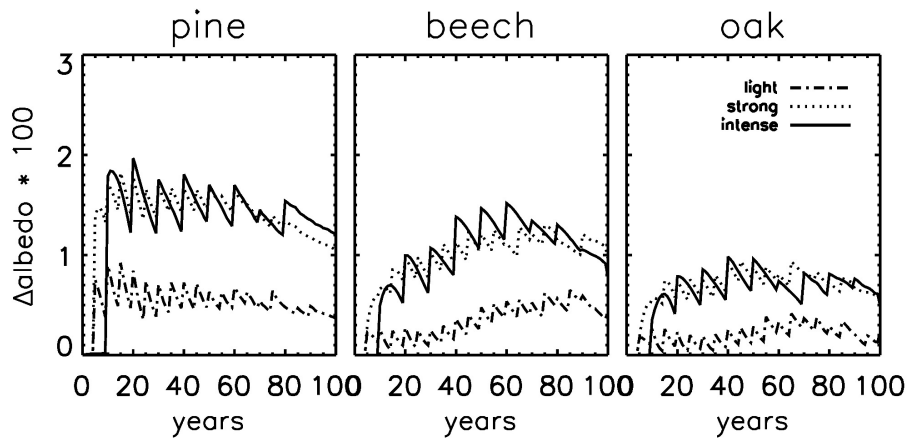 pine beech oak
3
2
1
0
Δalbedo * 100
light
strong
intense
0 20 40 60 80 100
0 20 40 60 80 100
0 20 40 60 80 100
years years years